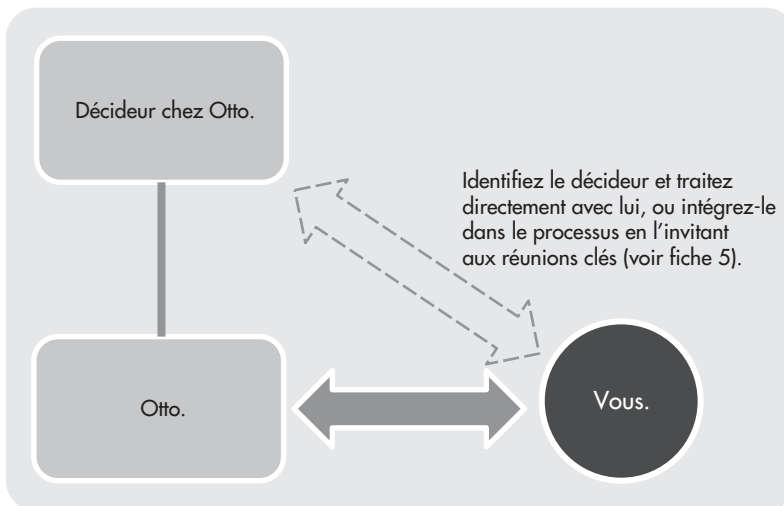 Décideur chez Otto.
Identifiez le décideur et traitez
directement avec lui, ou intégrez-le
dans le processus en l’invitant
aux réunions clés (voir fiche 5).
Otto.
Vous.